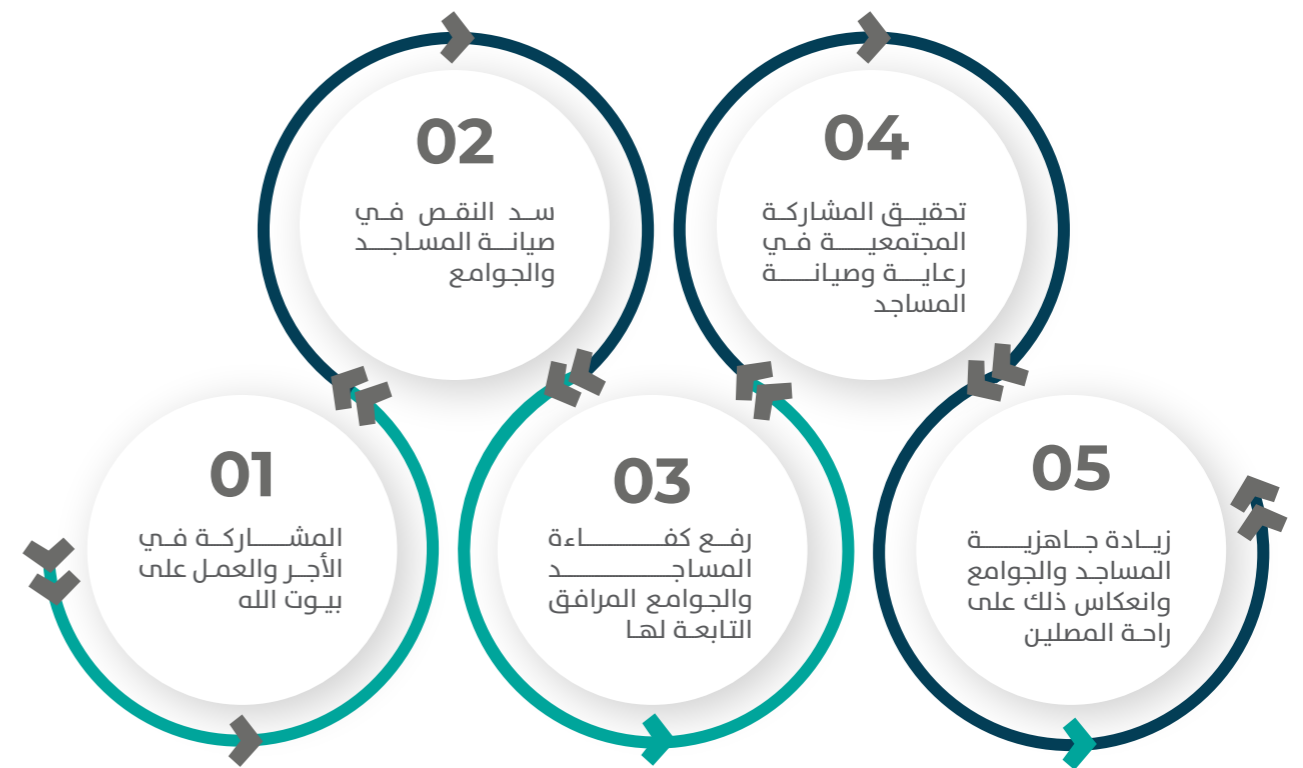 01
المشاركة في
الأجر والعمل على
بيوت الله
02
سد النقص في
صيانة المساجد
والجوامع
03
رفع كفاءة
المساجد
والجوامع المرافق
التابعة لها
04
تحقيق المشاركة
المجتمعية في
رعاية وصيانة
المساجد
05
زيادة جاهزية
المساجد والجوامع
وانعكاس ذلك على
راحة المصلين